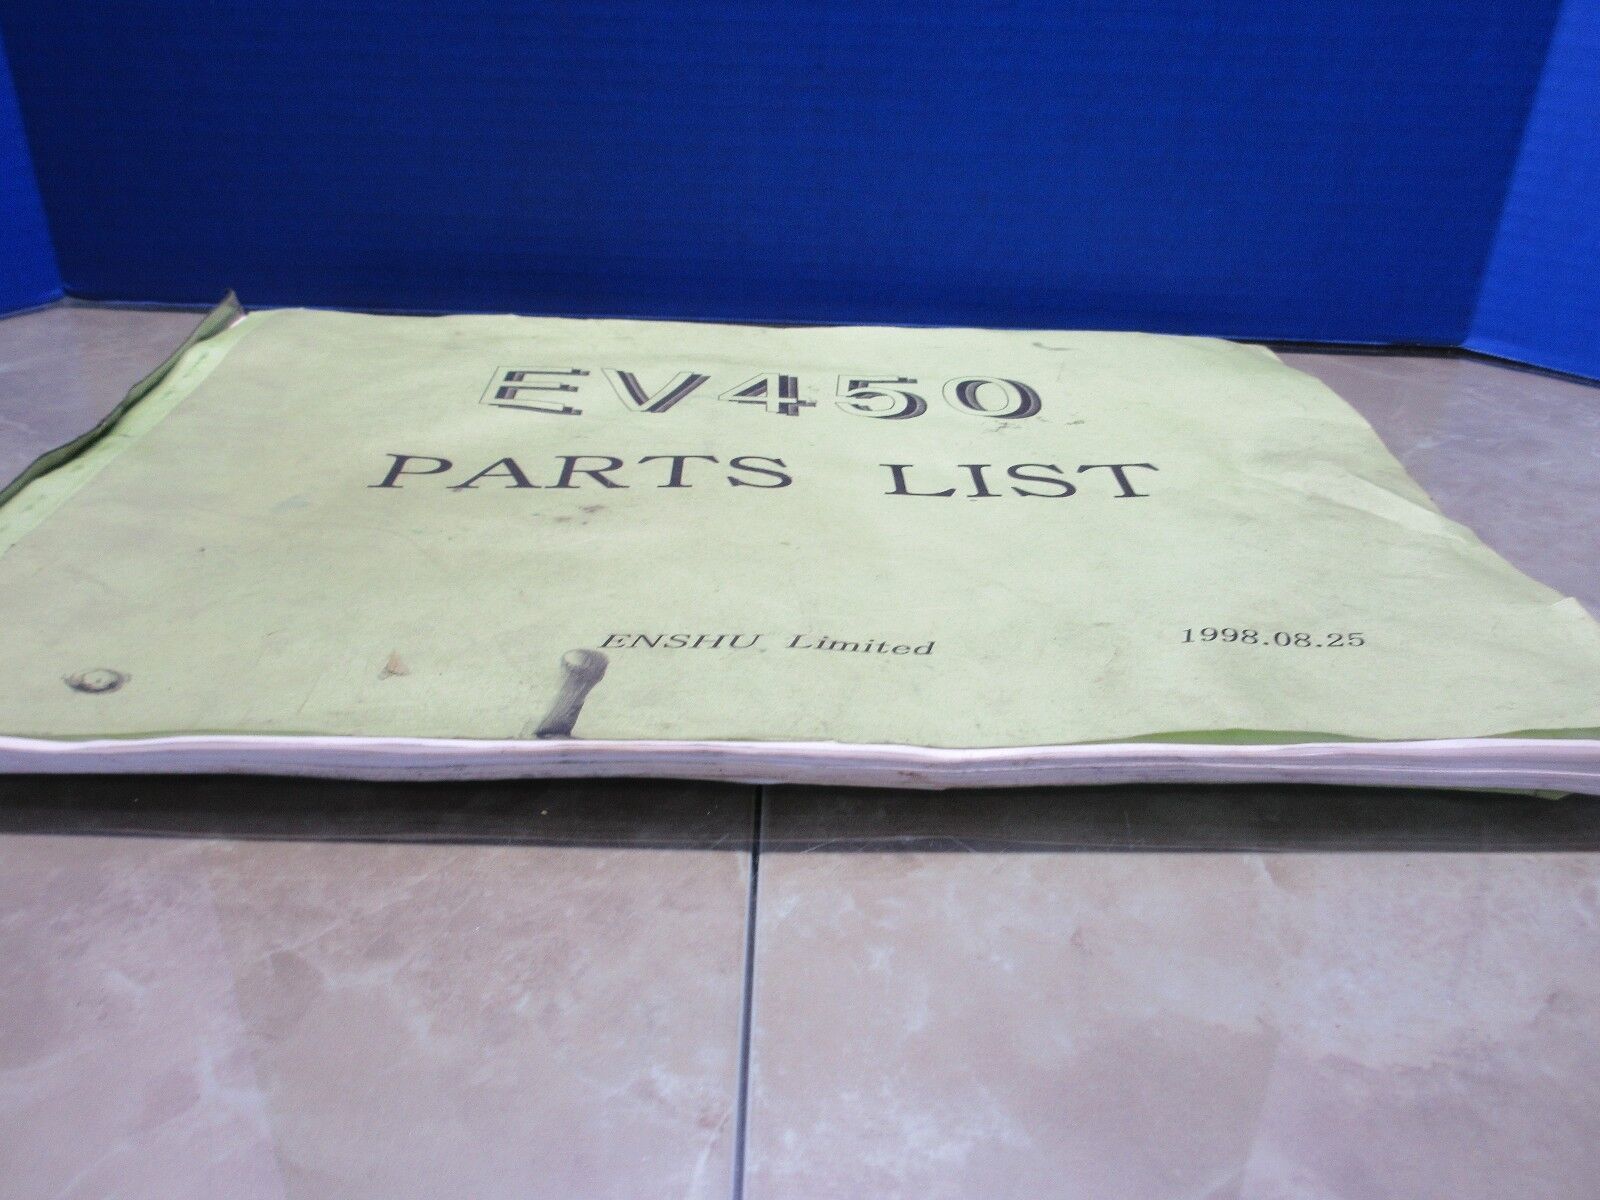 EV450
PARTS LIST
ENSHU Limited
1998.08.25